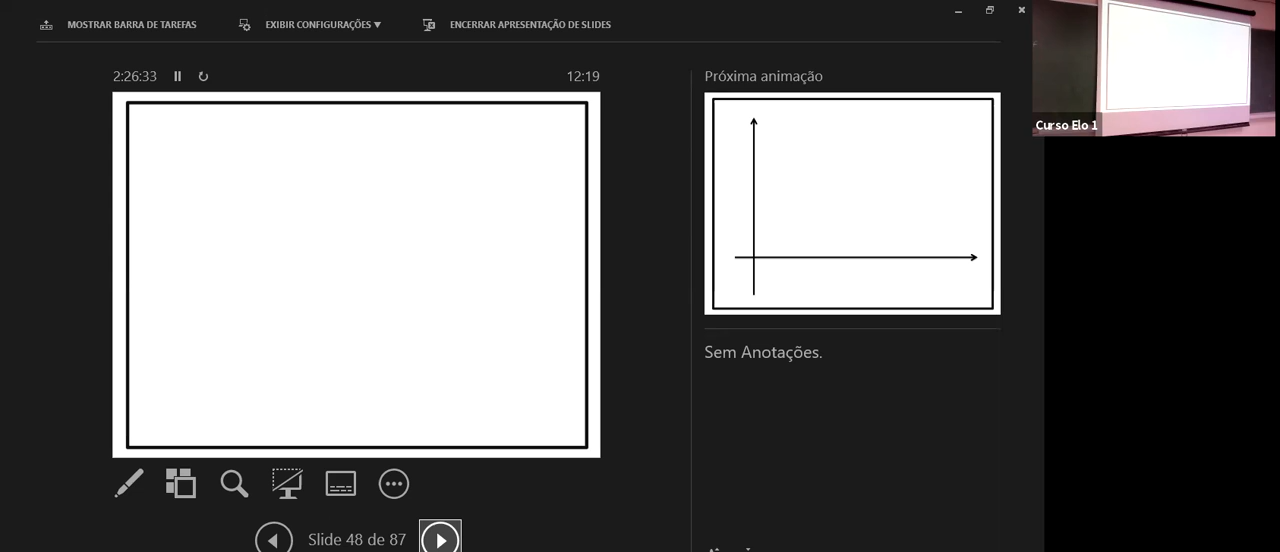 MOSTRAR BARRA DE TAREFAS
EXIBIR CONFIGURAÇÕES
ENCERRAR APRESENTAÇÃO DE SLIDES
2:26:33
12:19
Próxima animação
Curso Elo 1
Sem Anotações.
Slide 48 de 87